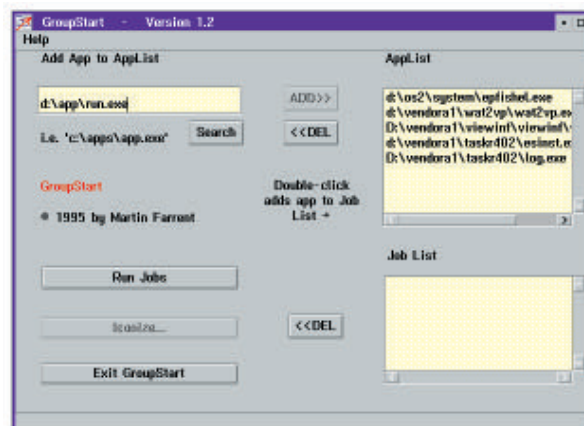 GroupStart - Version 1.2
Help
Add App to AppList
AppList
d:\app\run.exe
ADD>>
i.e. 'c:\apps\app.exe'
Search
<<DEL
d:\os2\system\epfishel.exe
d:\vendora1\wat2vp\wat2vp.ex
D:\vendora1\viewinf\viewinf\
d:\vendora1\taskr402\esinst.e
D:\vendora1\taskr402\log.exe
GroupStart
© 1995 by Martin Farrent
Double-click
adds app to Job
List →
Job List
Run Jobs
Iconize...
<<DEL
Exit GroupStart